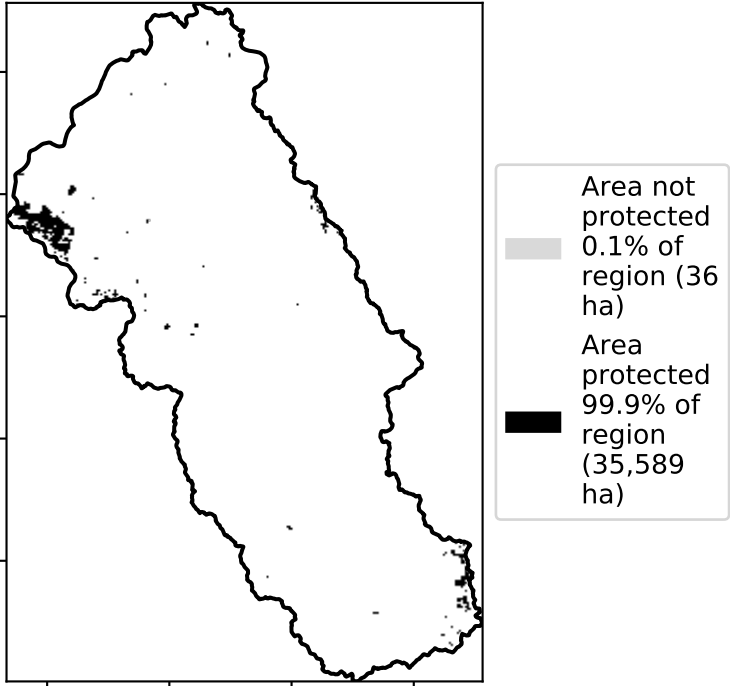 Area not
protected
0.1% of
region (36
ha)
Area
protected
99.9% of
region
(35,589
ha)